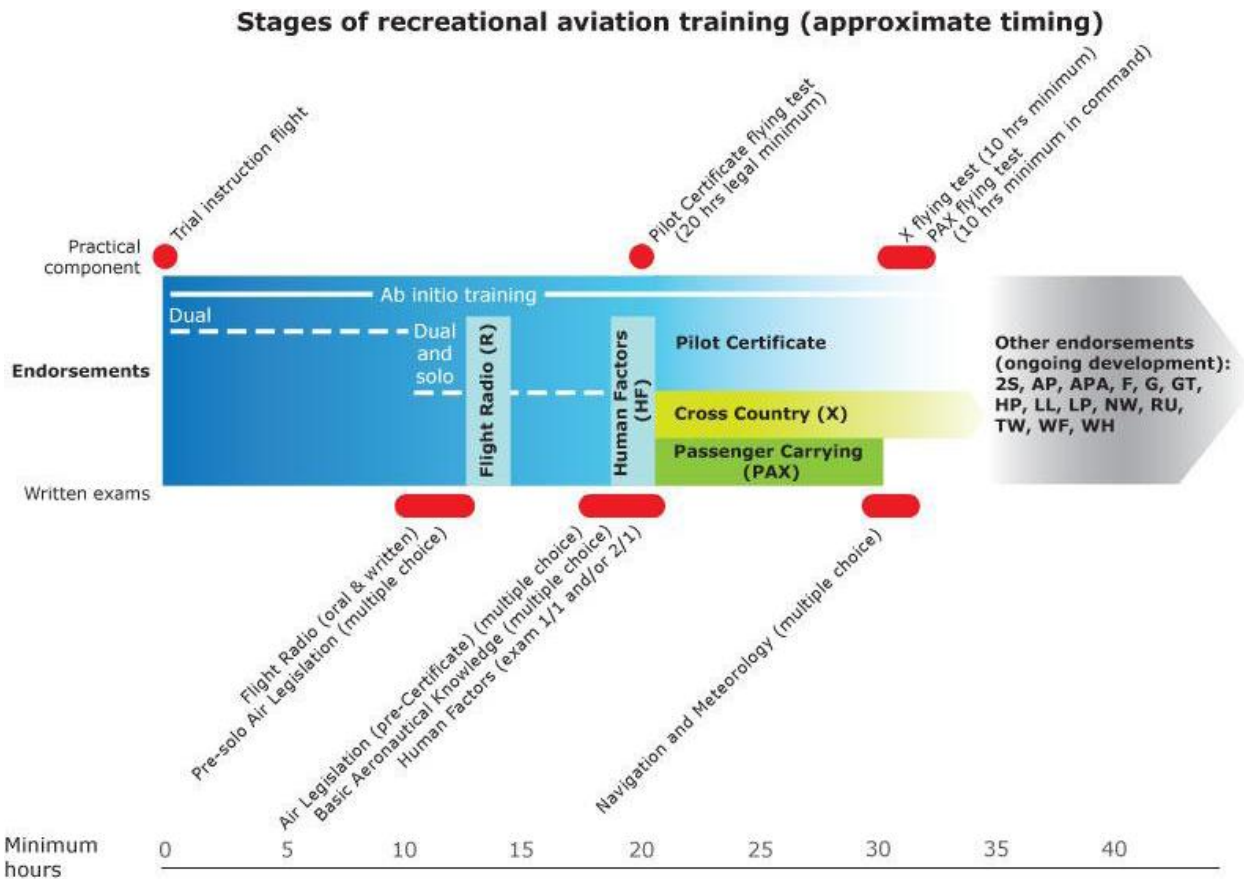 Stages of recreational aviation training (approximate timing)
Trial instruction flight
Pilot Certificate flying test
(20 hrs legal minimum)
X flying test (10 hrs minimum)
PAX flying test
(10 hrs minimum in command)
Practical
component
Ab initio training
Dual
Dual
and
solo
Endorsements
Flight Radio (R)
Human Factors
(HF)
Pilot Certificate
Cross Country (X)
Passenger Carrying
(PAX)
Other endorsements
(ongoing development):
2S, AP, APA, F, G, GT,
HP, LL, LP, NW, RU,
TW, WF, WH
Written exams
Flight Radio (oral & written)
Pre-solo Air Legislation (multiple choice)
Air Legislation (pre-Certificate) (multiple choice)
Basic Aeronautical Knowledge (multiple choice)
Human Factors (exam 1/1 and/or 2/1)
Navigation and Meteorology (multiple choice)
Minimum
hours
0 5 10 15 20 25 30 35 40